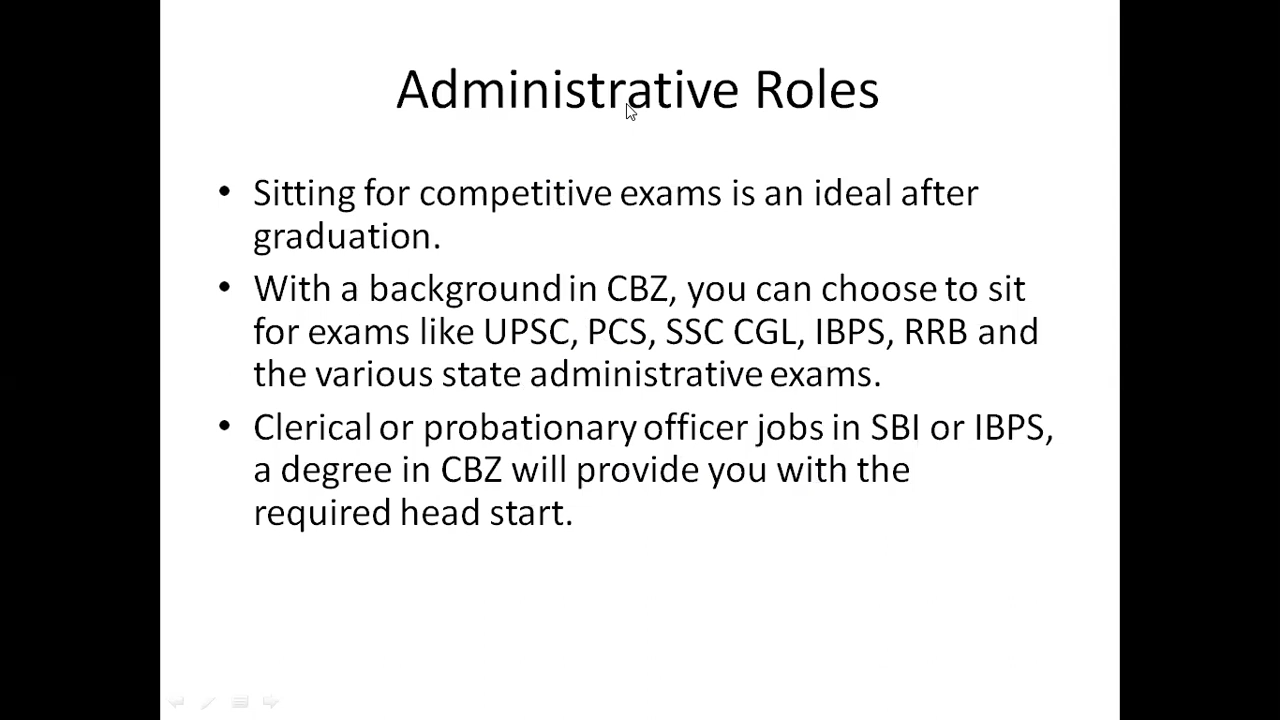 Administrative Roles
• Sitting for competitive exams is an ideal after
graduation.
• With a background in CBZ, you can choose to sit
for exams like UPSC, PCS, SSC CGL, IBPS, RRB and
the various state administrative exams.
• Clerical or probationary officer jobs in SBI or IBPS,
a degree in CBZ will provide you with the
required head start.